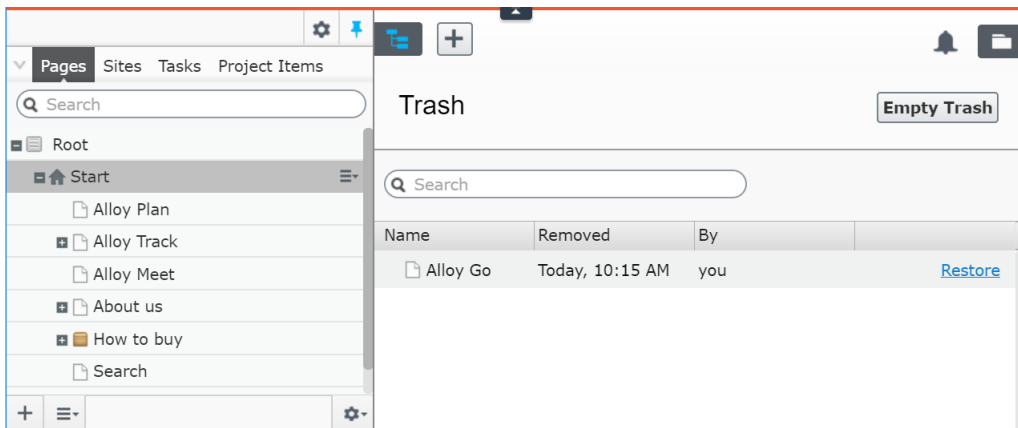 Pages Sites Tasks Project Items
Search
Root
Start
Alloy Plan
Alloy Track
Alloy Meet
About us
How to buy
Search
Trash
Empty Trash
Search
Name Removed By
Alloy Go Today, 10:15 AM you Restore